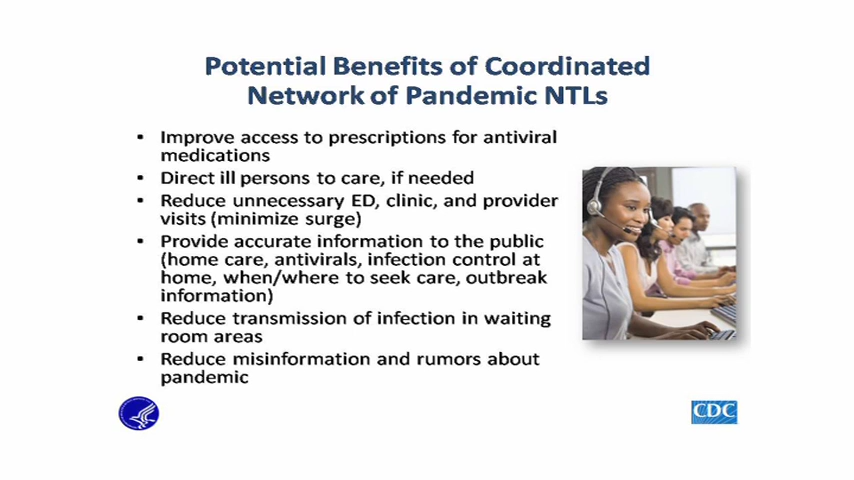 Potential Benefits of Coordinated
Network of Pandemic NTLs
• Improve access to prescriptions for antiviral
medications
• Direct ill persons to care, if needed
• Reduce unnecessary ED, clinic, and provider
visits (minimize surge)
• Provide accurate information to the public
(home care, antivirals, infection control at
home, when/where to seek care, outbreak
information)
• Reduce transmission of infection in waiting
room areas
• Reduce misinformation and rumors about
pandemic
CDC